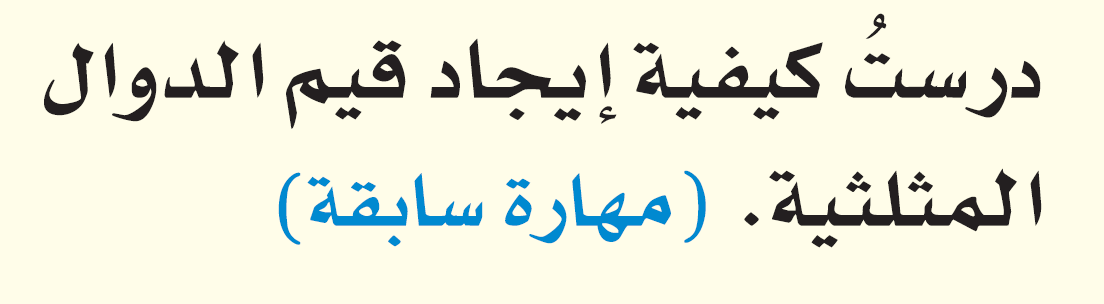 درستُ كيفية إيجاد قيم الدوال
المثلثية. (مهارة سابقة)